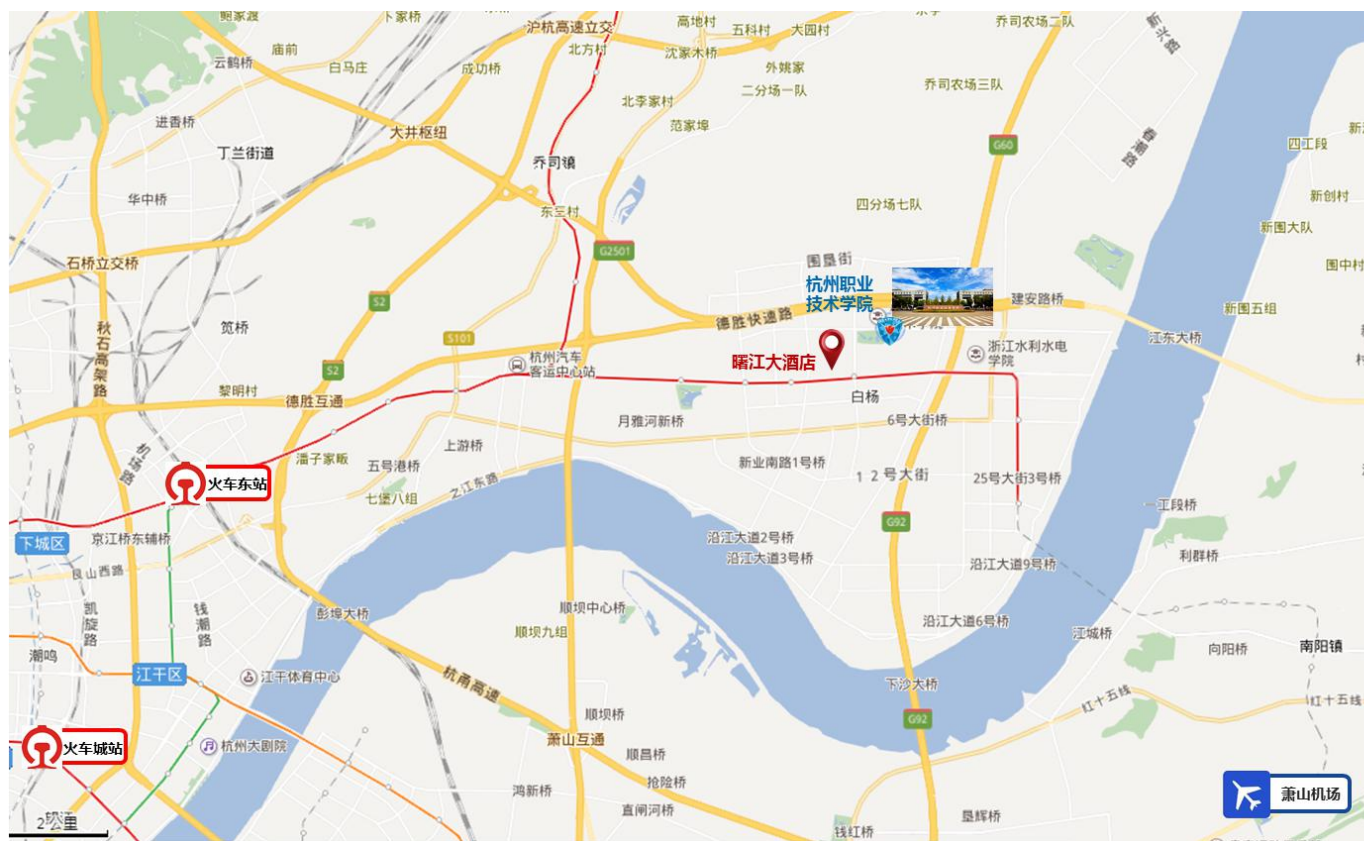 鲍家渡
卜家桥
沪杭高速立交
高地村
五科村
大园村
乔司农场二队
新兴路
庙前
云鹤桥
白马庄
成功桥
北方村
沈家木桥
外姚家
二分场一队
乔司农场三队
北李家村
范家埠
进香桥
大井枢纽
丁兰街道
乔司镇
G60
春潮路
四工段
华中桥
新创村
东三村
四分场七队
新围大队
石桥立交桥
G2501
围垦街
围中村
S2
杭州职业
技术学院
建安路桥
新围五组
秋石高架路
笕桥
S101
德胜快速路
江东大桥
杭州汽车
客运中心站
曙江大酒店
浙江水利水电
学院
S2
黎明村
德胜互通
白杨
月雅河新桥
6号大街桥
机场路
潘子家畈
五号港桥
上游桥
新业南路1号桥
12号大街
25号大街3号桥
火车东站
七堡八组
之江东路
一工段桥
G92
下城区
京江桥东辅桥
沿江大道2号桥
沿江大道3号桥
沿江大道9号桥
利群桥
艮山西路
凯旋路
钱潮路
彭埠大桥
顺坝中心桥
顺坝九组
沿江大道6号桥
江城桥
向阳桥
南阳镇
潮鸣
江干区
江干体育中心
杭甬高速
下沙大桥
红十五线
红十五线
G92
顺坝桥
火车城站
杭州大剧院
萧山互通
顺昌桥
抢险桥
鸿新桥
直闸河桥
萧山机场
垦辉桥
钱红桥
2公里